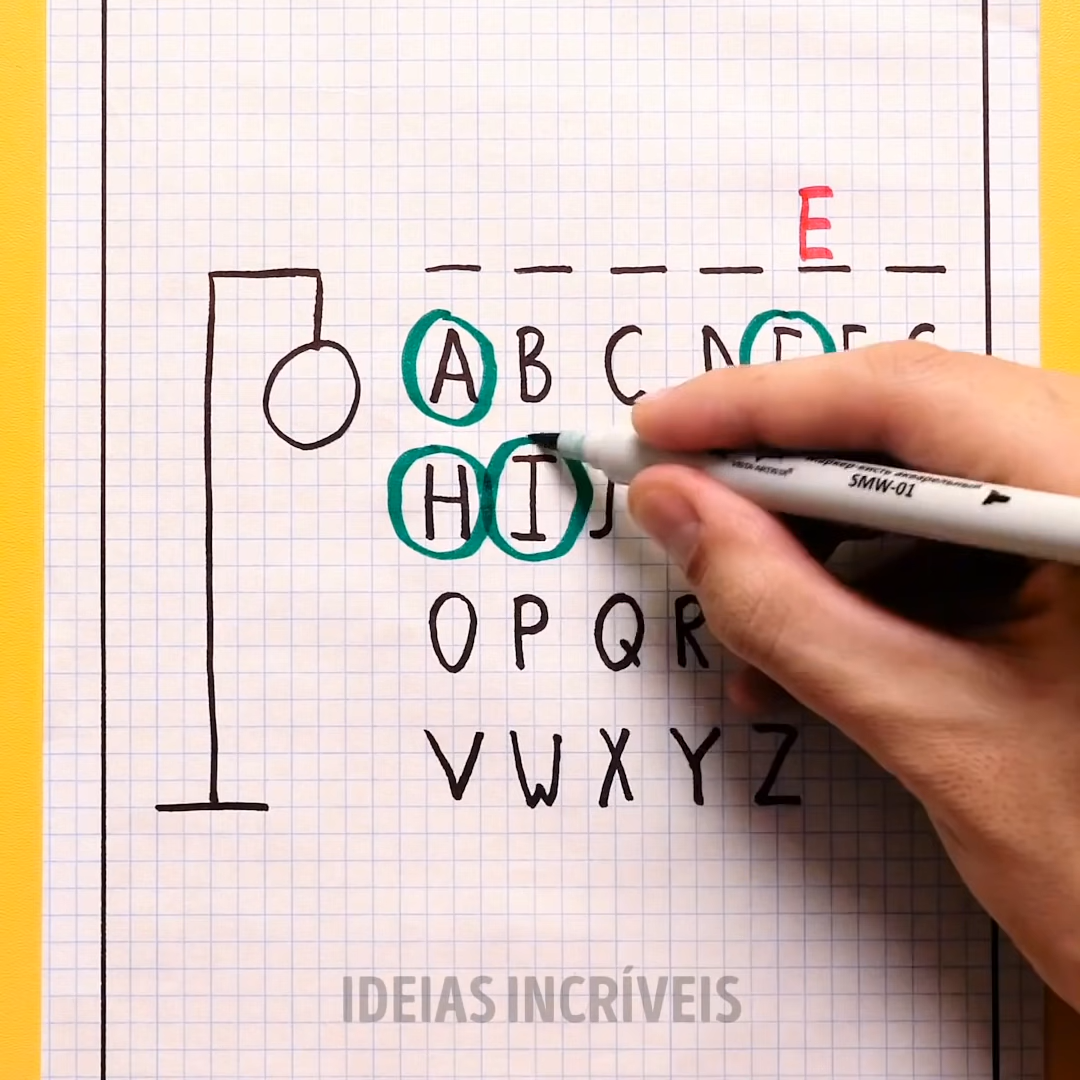 E
A B C
H I J
O P Q R
V W X Y Z
SMW-01
IDEIAS INCRÍVEIS